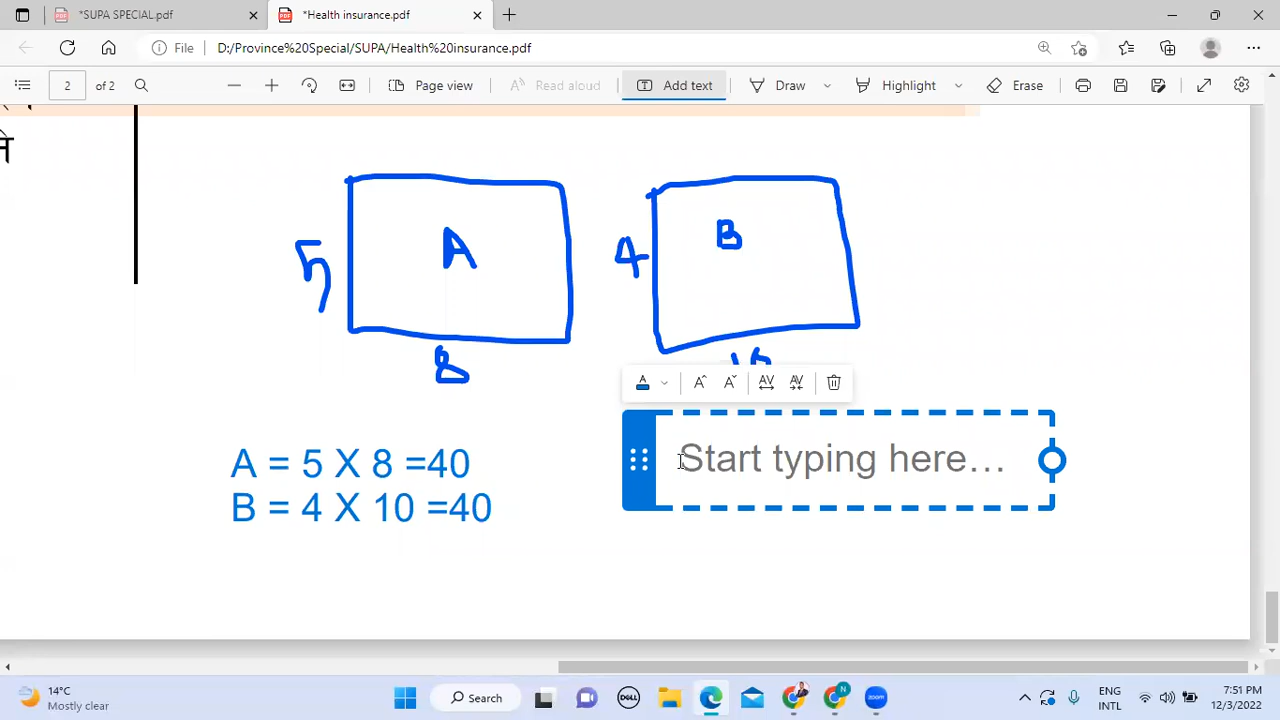 *SUPA SPECIAL.pdf
*Health insurance.pdf
File
D:/Province%20Special/SUPA/Health%20insurance.pdf
2 of 2
Page view
Read aloud
Add text
Draw
Highlight
Erase
A
B
5
4
8
A = 5 X 8 =40
B = 4 X 10 =40
Start typing here...
14°C
Mostly clear
Search
ENG
INTL
7:51 PM
12/3/2022